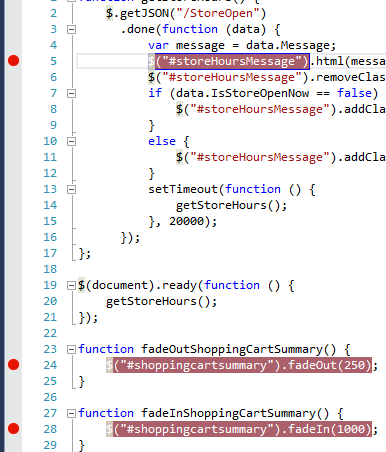 2 $.getJSON("/StoreOpen")
3 .done(function (data) {
4 var message = data.Message;
5 $("#storeHoursMessage").html(messa
6 $("#storeHoursMessage").removeClas
7 if (data.IsStoreOpenNow == false)
8 $("#storeHoursMessage").addCla
9 }
10 else {
11 $("#storeHoursMessage").addCla
12 }
13 setTimeout(function () {
14 getStoreHours();
15 }, 20000);
16 });
17 };
18
19 $(document).ready(function () {
20 getStoreHours();
21 });
22
23 function fadeOutShoppingCartSummary() {
24 $("#shoppingcartsummary").fadeOut(250);
25 }
26
27 function fadeInShoppingCartSummary() {
28 $("#shoppingcartsummary").fadeIn(1000);
29 }